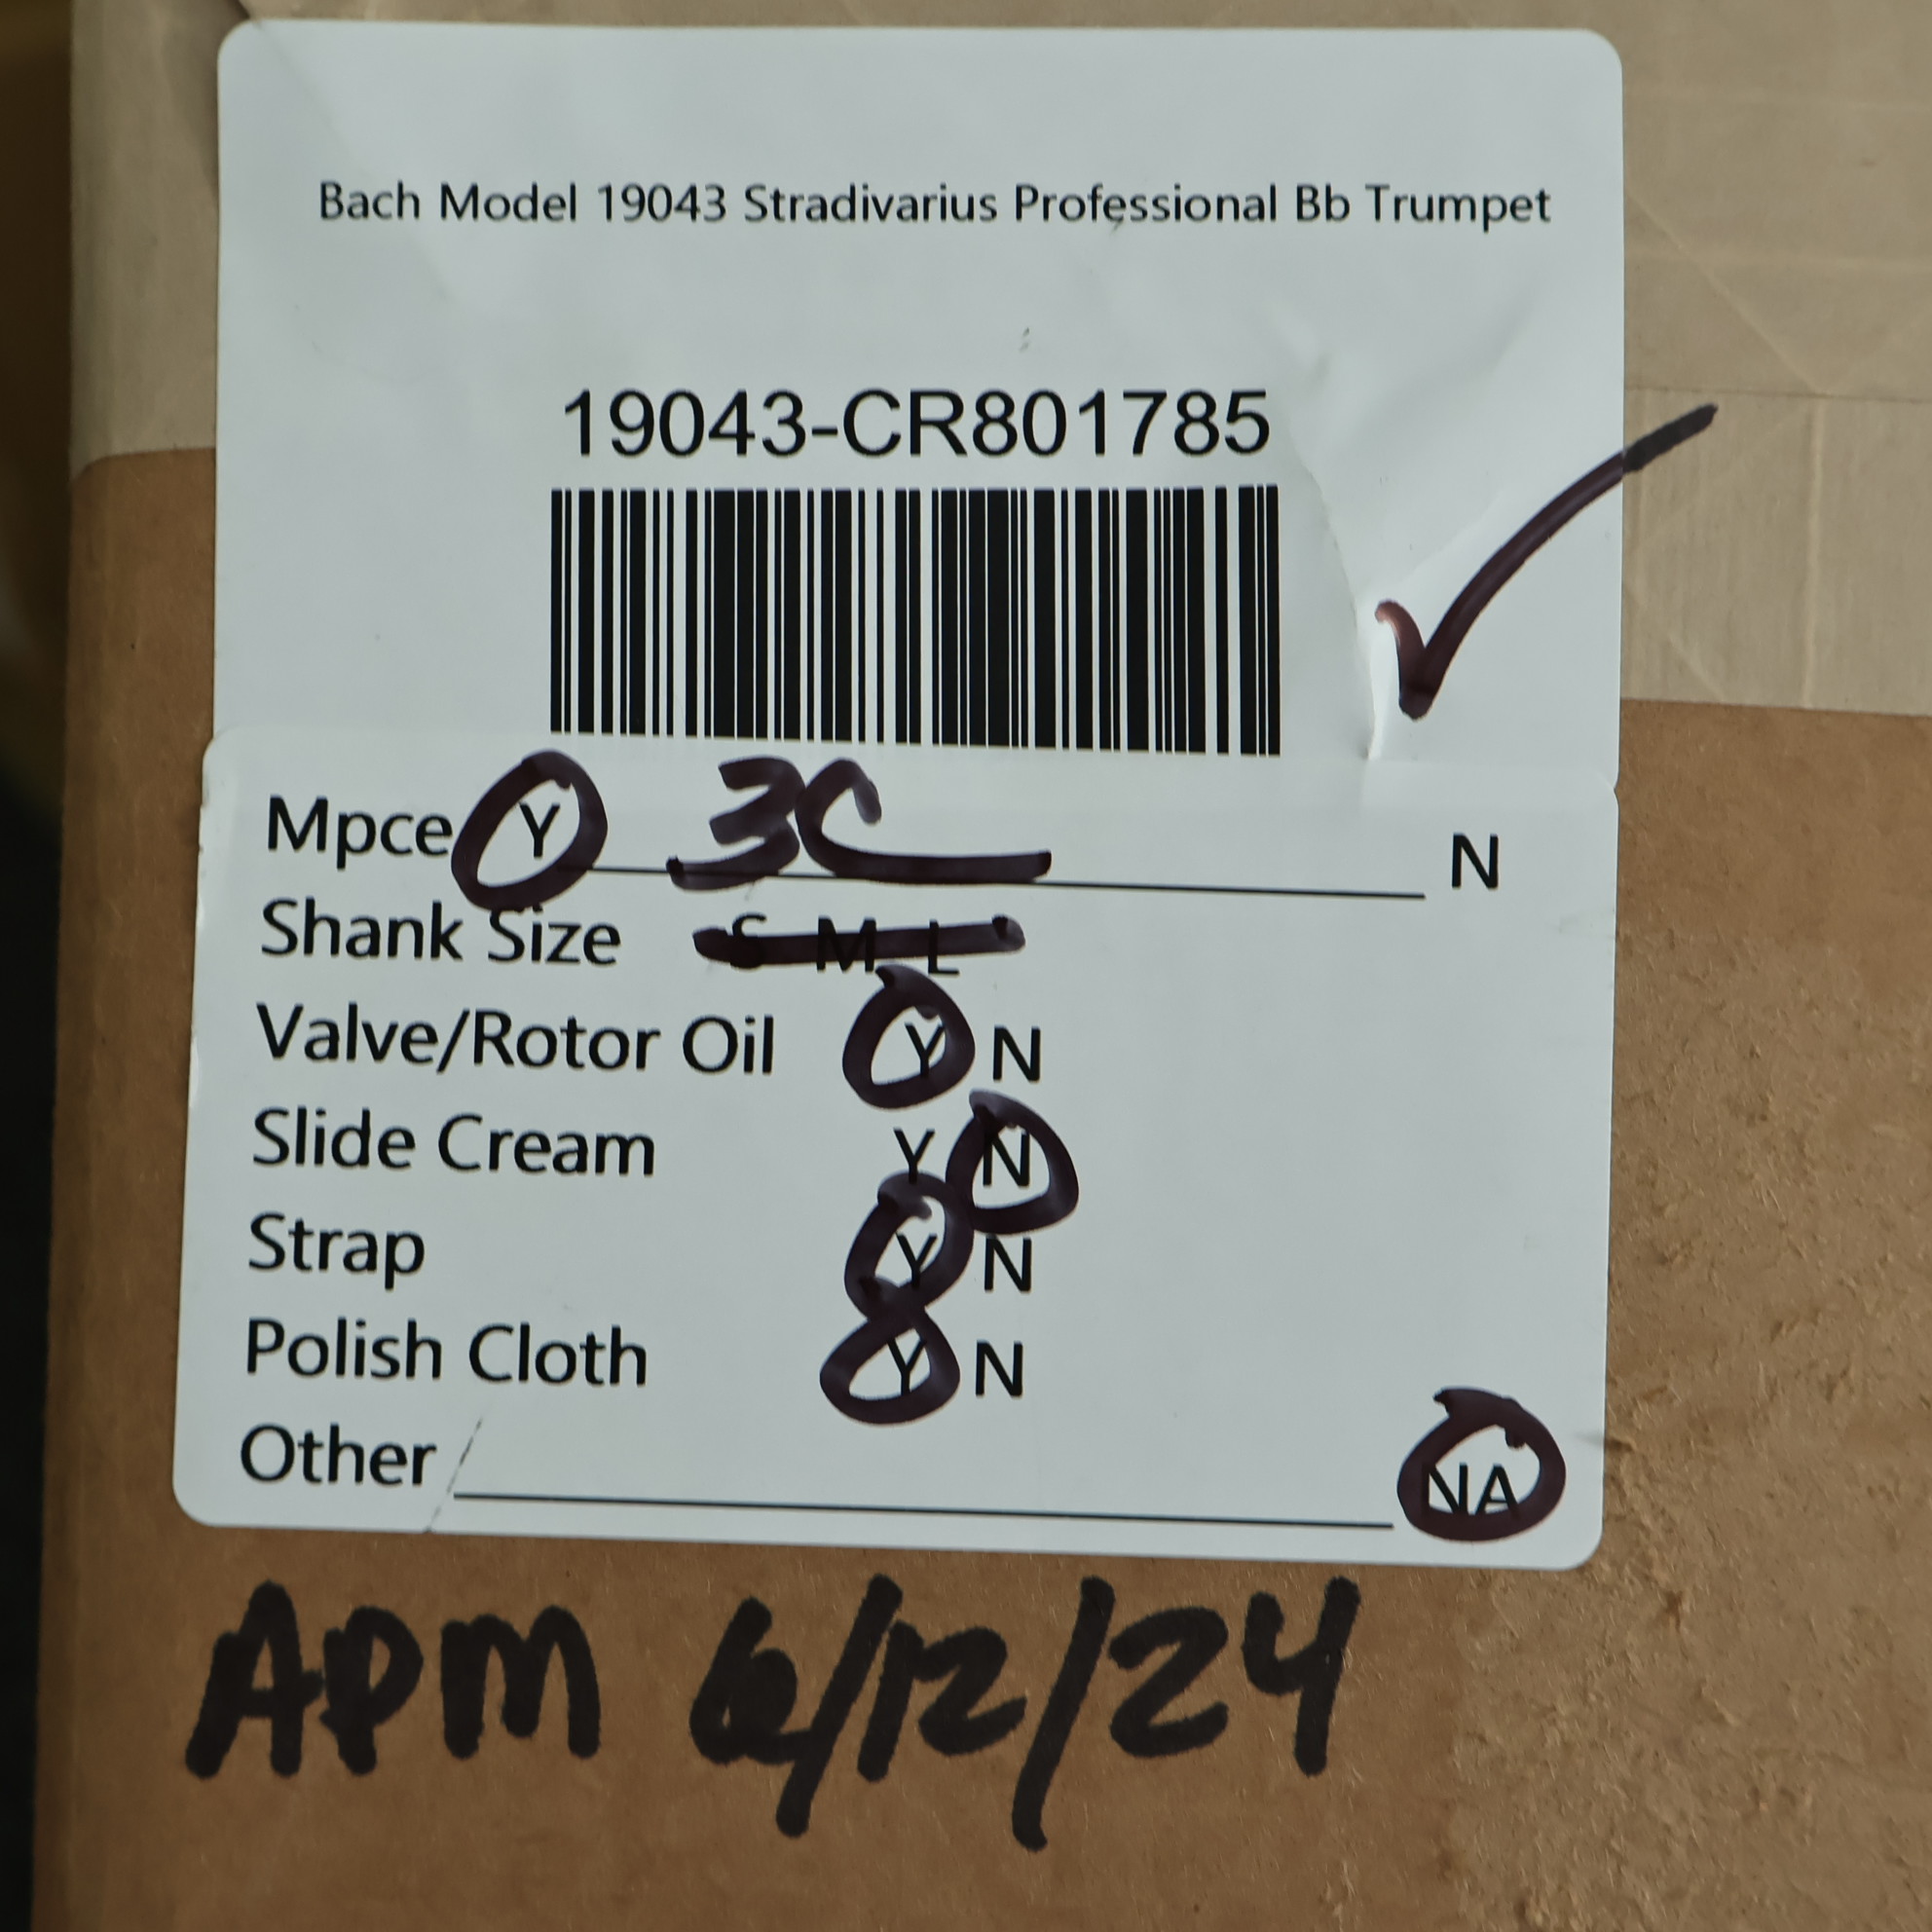 Bach Model 19043 Stradivarius Professional Bb Trumpet
19043-CR801785
Mpce Y 3C N
Shank Size S M L
Valve/Rotor Oil Y N
Slide Cream Y N
Strap Y N
Polish Cloth Y N
Other NA
APM 6/12/24